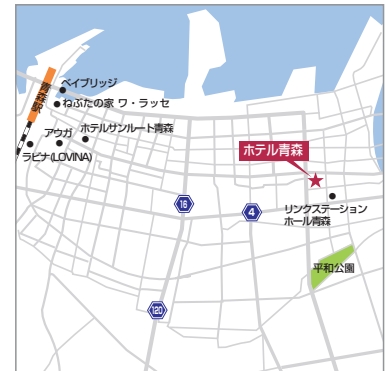 青森駅
ベイブリッジ
ねぶたの家 ワ・ラッセ
ホテルサンルート青森
アウガ
ラビナ(LOVINA)
ホテル青森
リンクステーション
ホール青森
16
4
平和公園
120